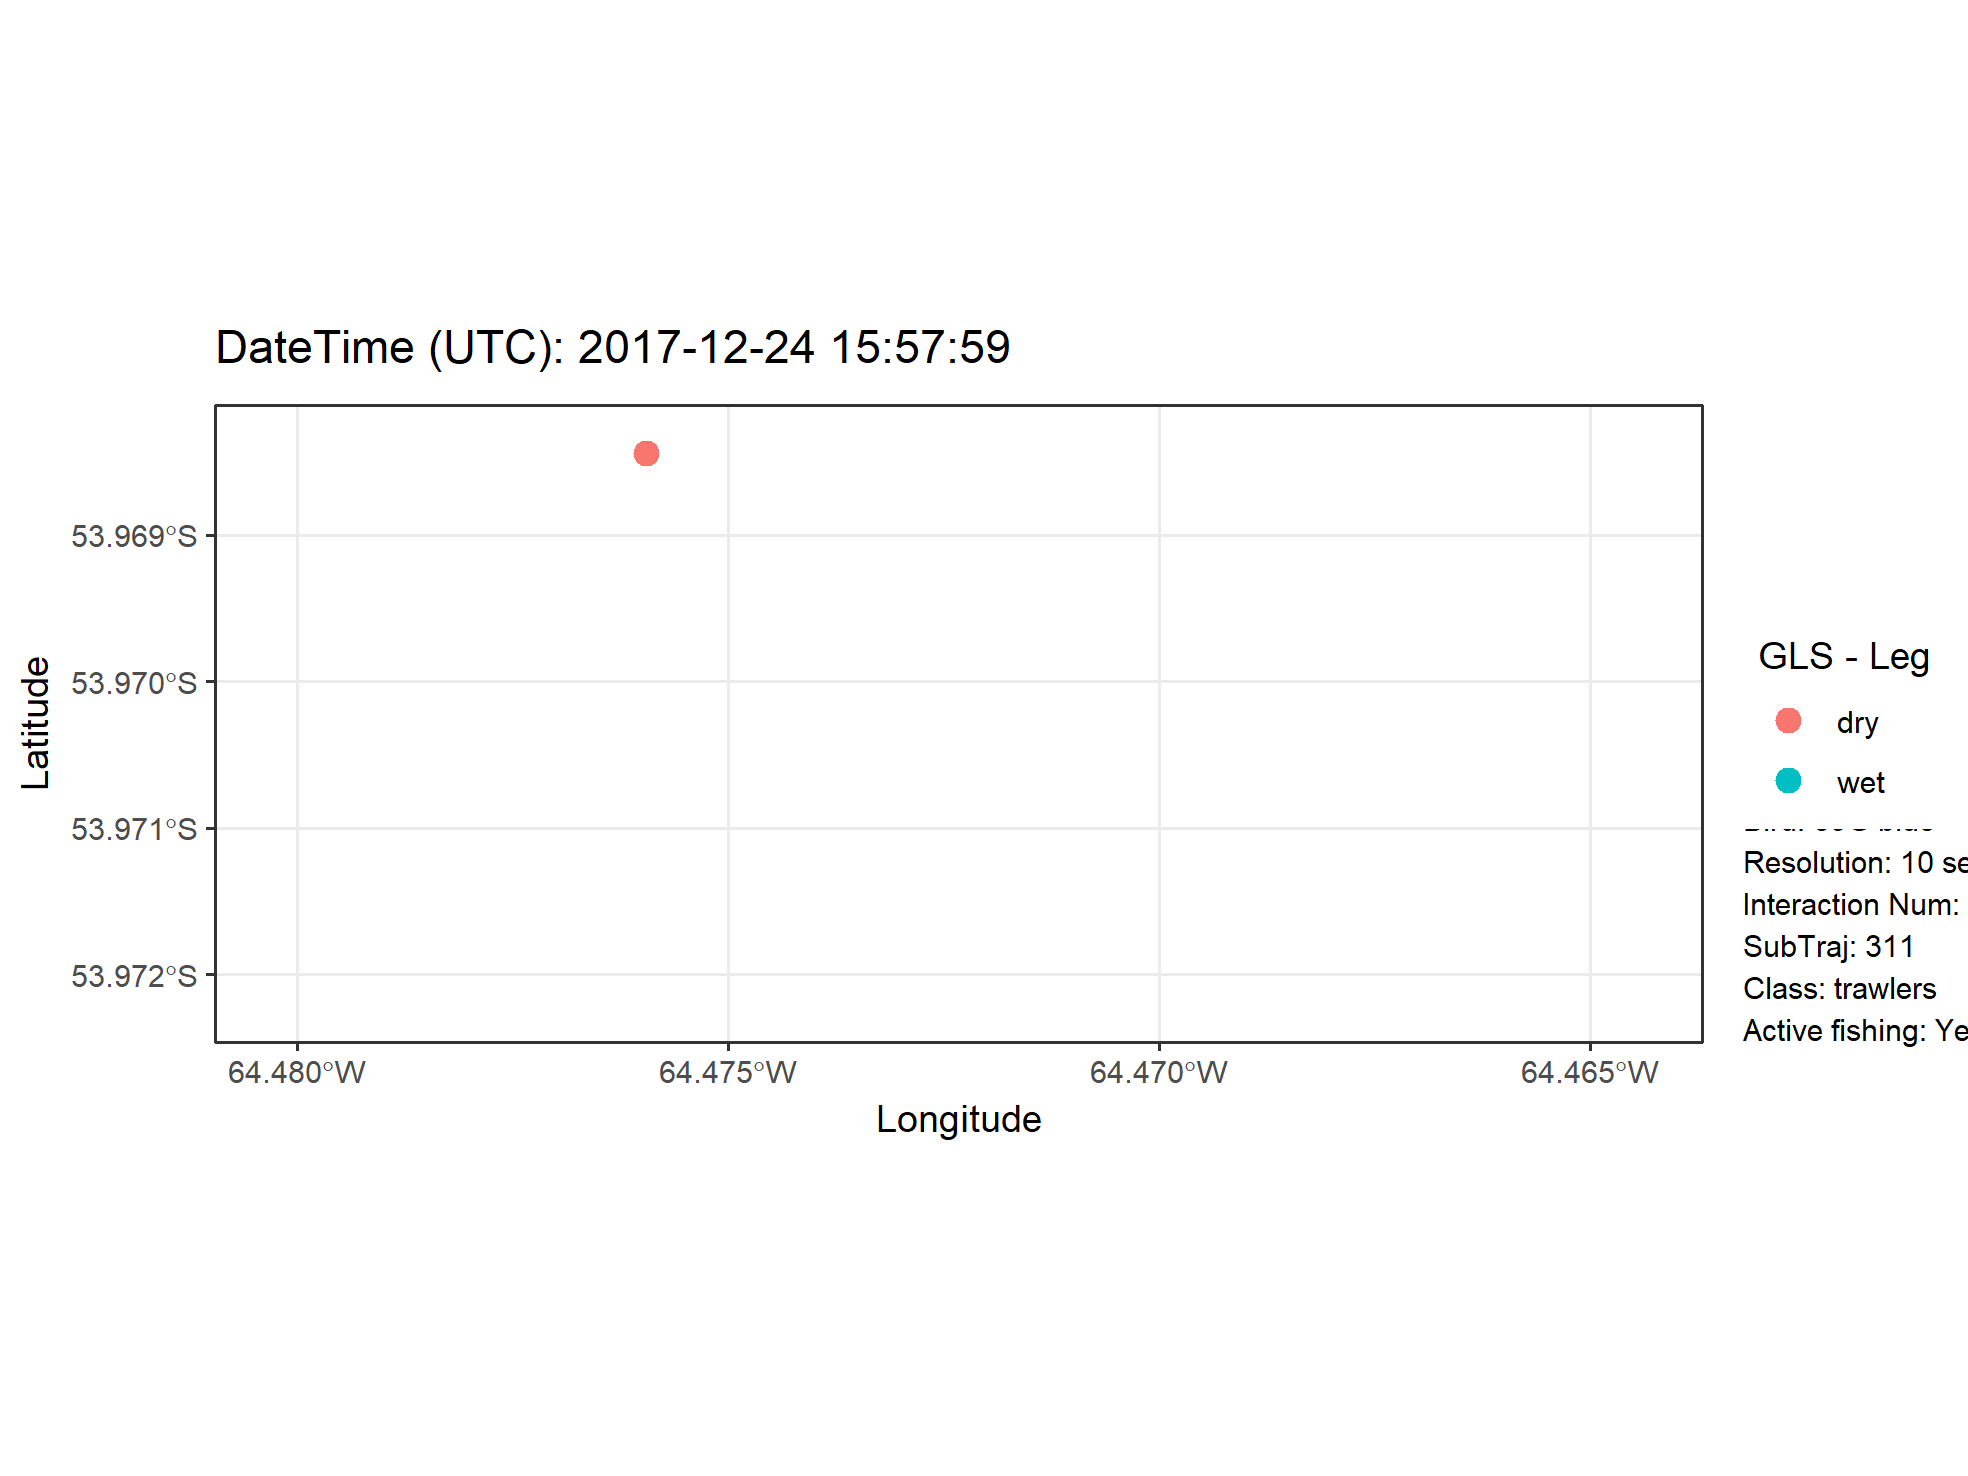 DateTime (UTC): 2017-12-24 15:57:59
53.969°S
53.970°S
53.971°S
53.972°S
Latitude
64.480°W
64.475°W
64.470°W
64.465°W
Longitude
GLS - Leg
dry
wet
Resolution: 10 se
Interaction Num:
SubTraj: 311
Class: trawlers
Active fishing: Ye